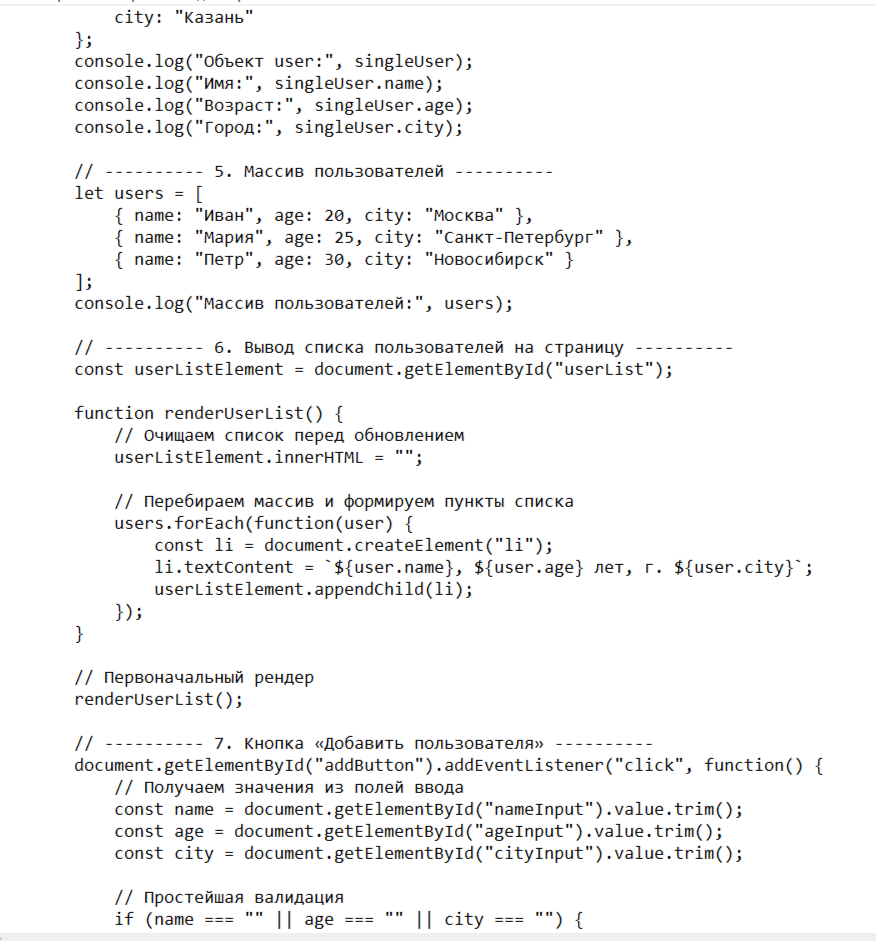 city: "Казань"
};
console.log("Объект user:", singleUser);
console.log("Имя:", singleUser.name);
console.log("Возраст:", singleUser.age);
console.log("Город:", singleUser.city);
// ---------- 5. Массив пользователей ----------
let users = [
{ name: "Иван", age: 20, city: "Москва" },
{ name: "Мария", age: 25, city: "Санкт-Петербург" },
{ name: "Петр", age: 30, city: "Новосибирск" }
];
console.log("Массив пользователей:", users);
// ---------- 6. Вывод списка пользователей на страницу ----------
const userListElement = document.getElementById("userList");
function renderUserList() {
// Очищаем список перед обновлением
userListElement.innerHTML = "";
// Перебираем массив и формируем пункты списка
users.forEach(function(user) {
const li = document.createElement("li");
li.textContent = `${user.name}, ${user.age} лет, г. ${user.city}`;
userListElement.appendChild(li);
});
}
// Первоначальный рендер
renderUserList();
// ---------- 7. Кнопка «Добавить пользователя» ----------
document.getElementById("addButton").addEventListener("click", function() {
// Получаем значения из полей ввода
const name = document.getElementById("nameInput").value.trim();
const age = document.getElementById("ageInput").value.trim();
const city = document.getElementById("cityInput").value.trim();
// Простейшая валидация
if (name === "" || age === "" || city === "") {